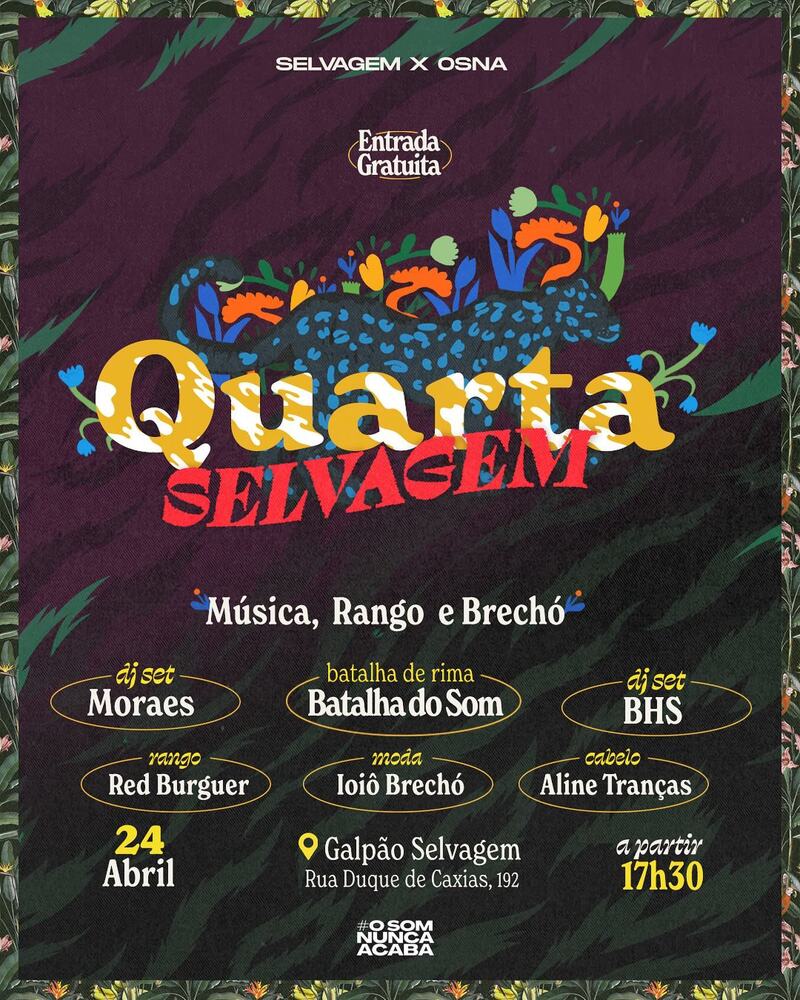 SELVAGEM X OSNA
Entrada
Gratuita
Quarta
SELVAGEM
Música, Rango e Brechó
dj set
Moraes
batalha de rima
Batalha do Som
dj set
BHS
rango
Red Burguer
moda
Ioiô Brechó
cabelo
Aline Tranças
24
Abril
Galpão Selvagem
Rua Duque de Caxias, 192
a partir
17h30
#O SOM
NUNCA
ACABA